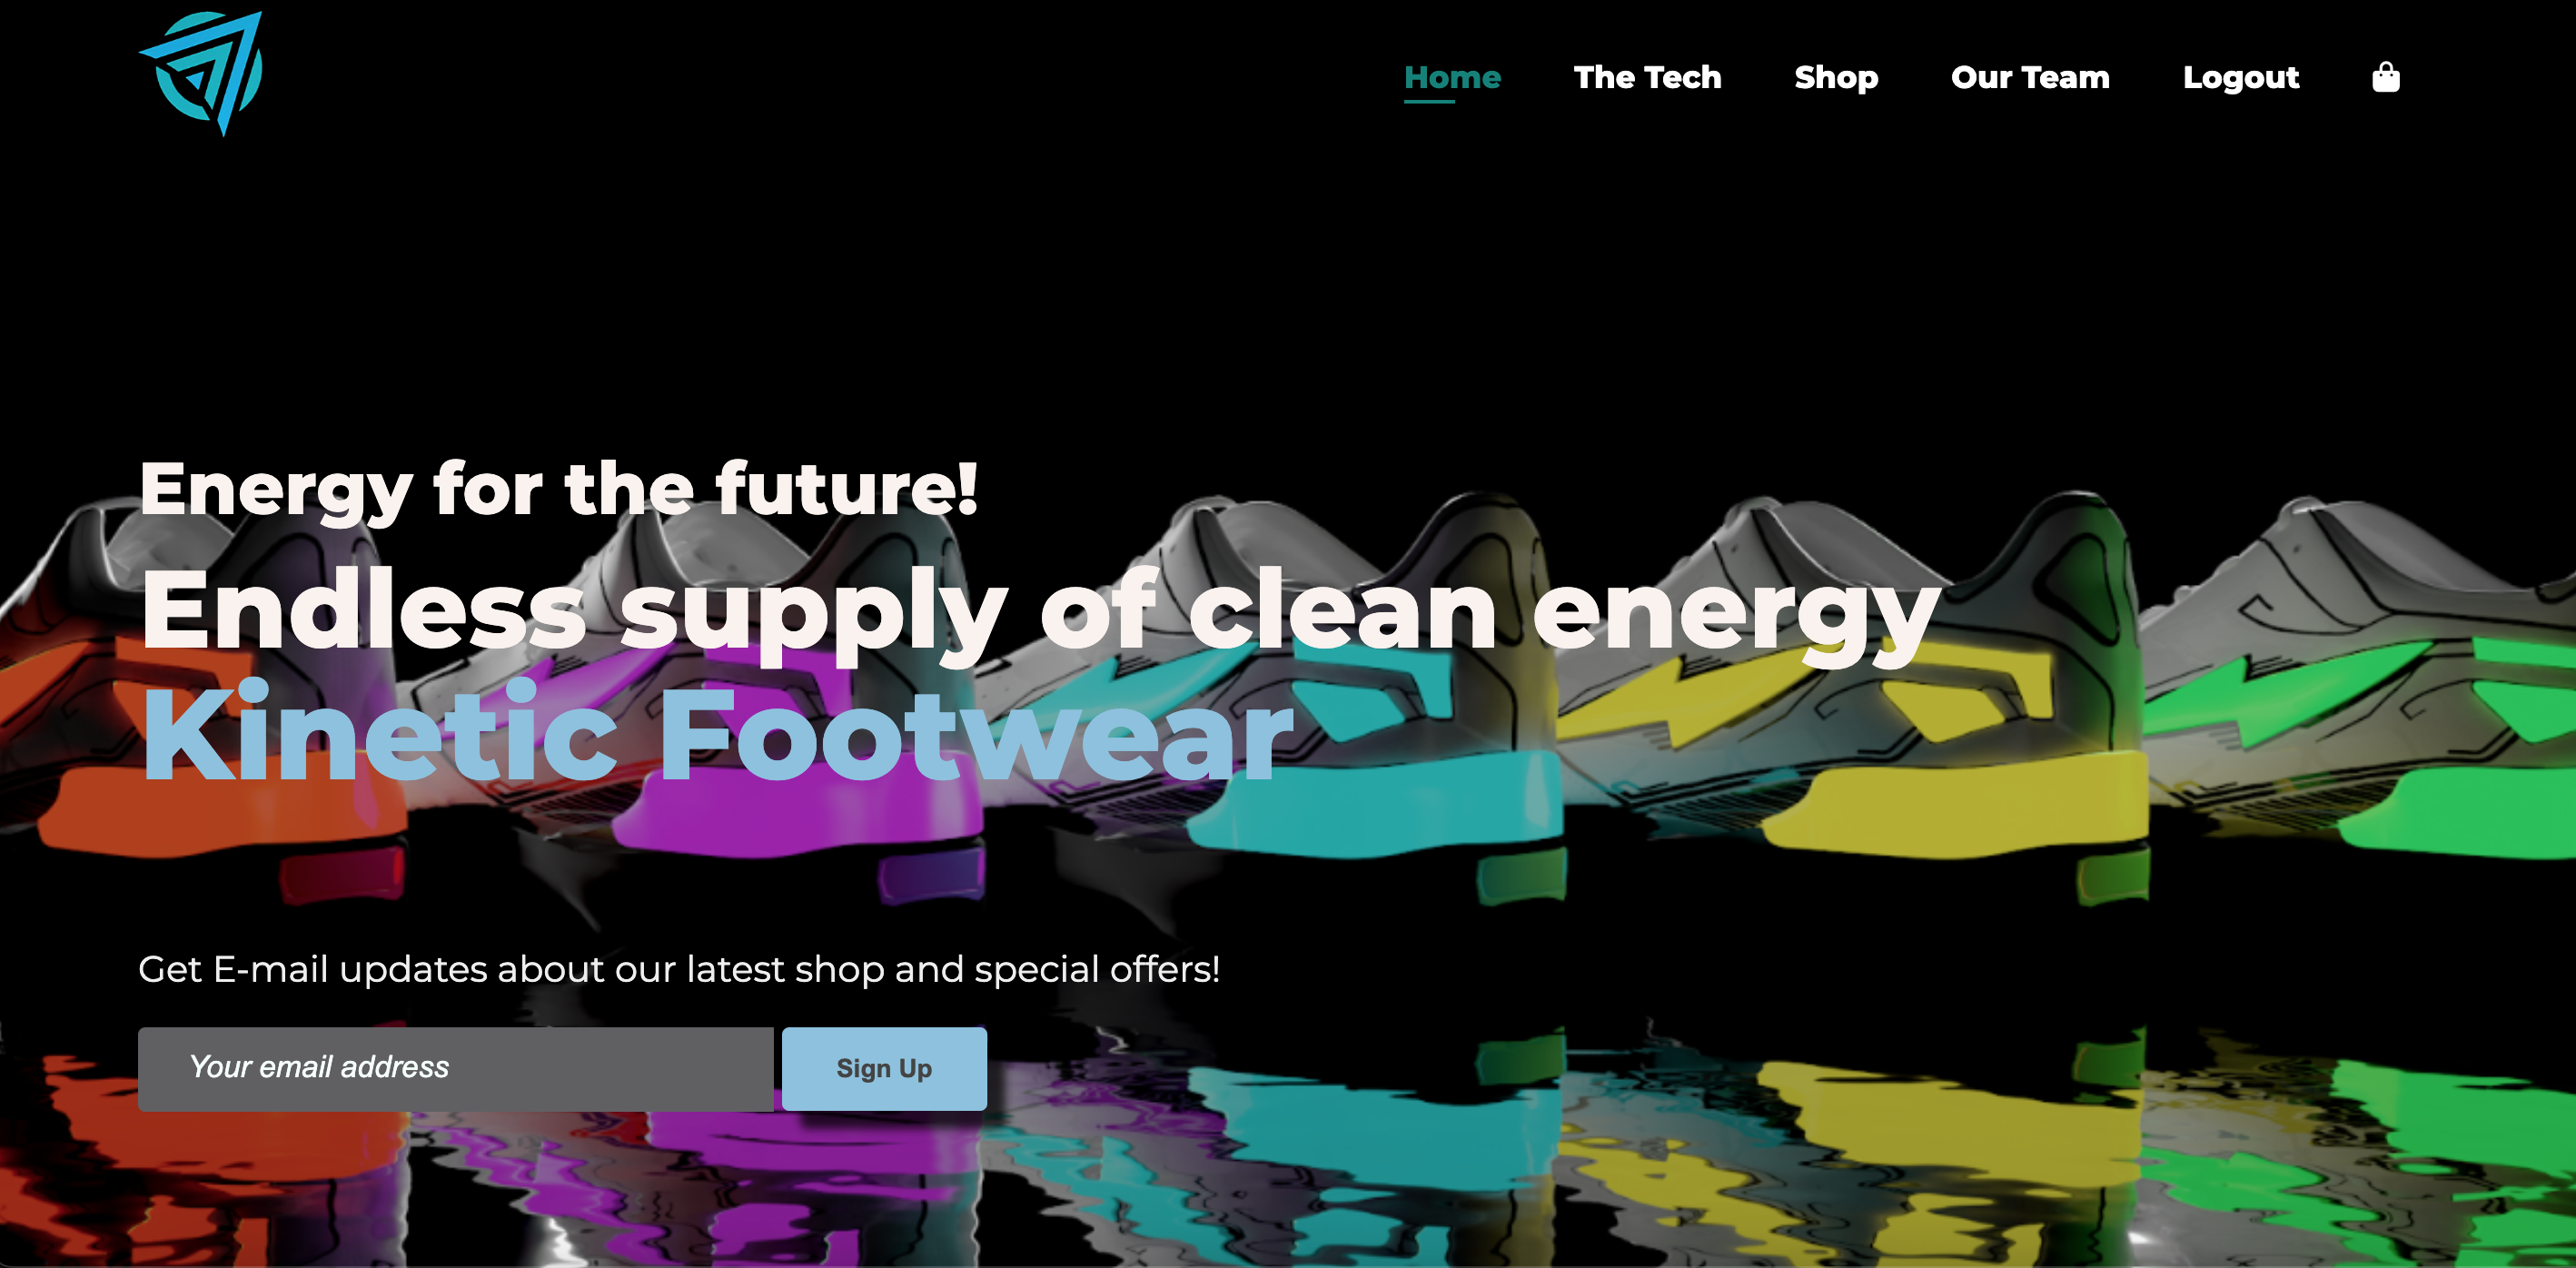 Home The Tech Shop Our Team Logout
Energy for the future!
Endless supply of clean energy
Kinetic Footwear
Get E-mail updates about our latest shop and special offers!
Your email address Sign Up